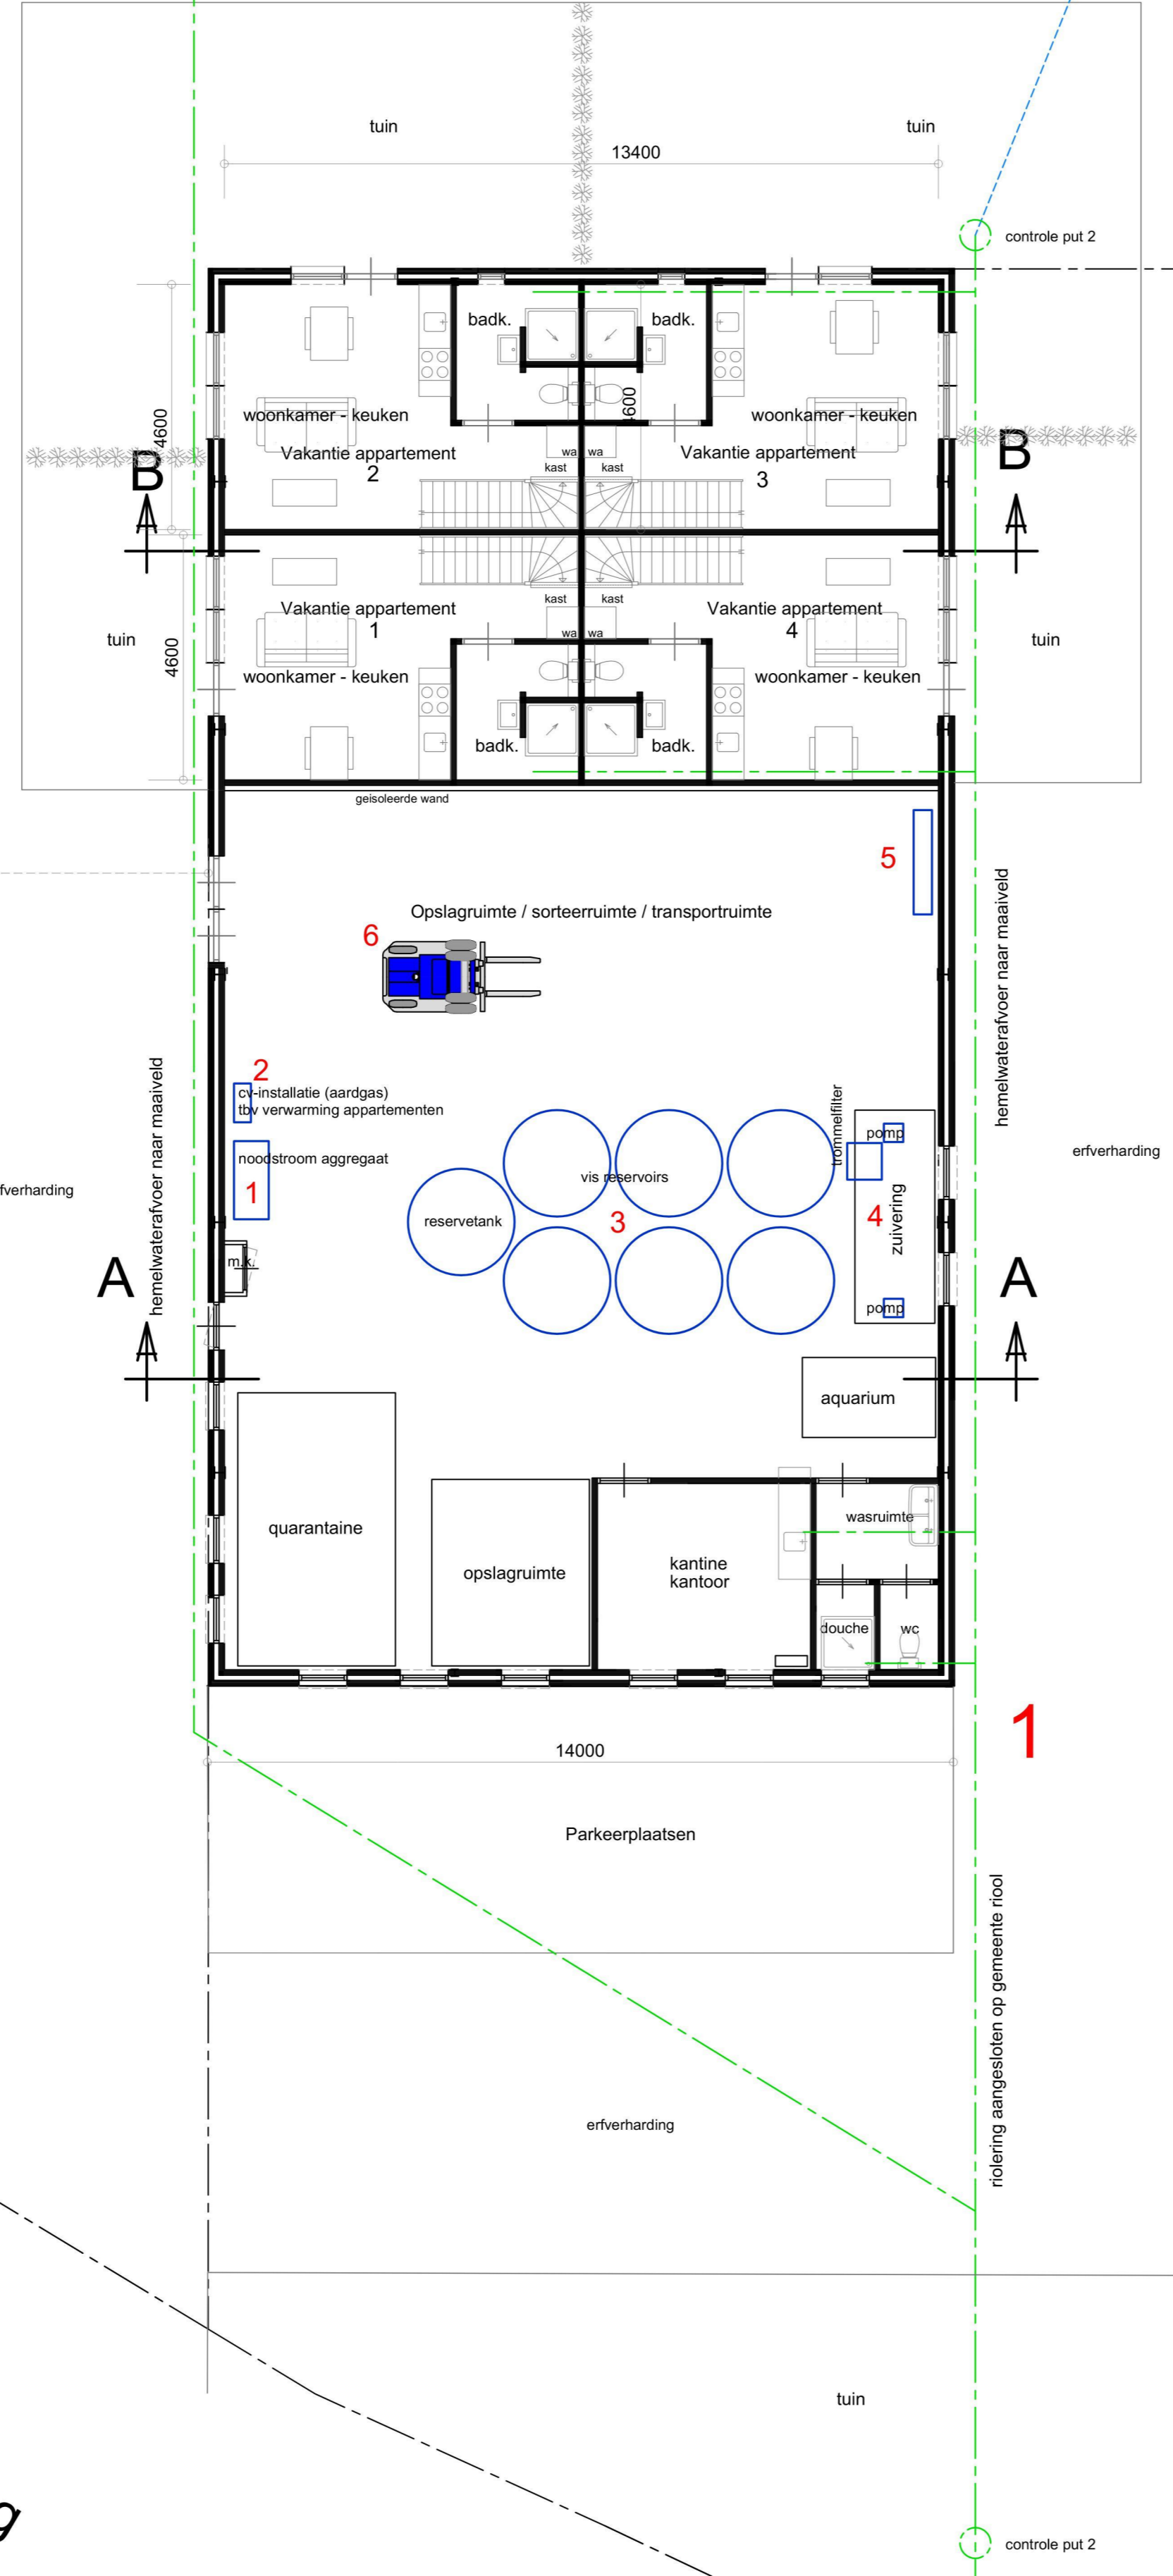 tuin
tuin
13400
controle put 2
badk.
badk.
4600
4600
woonkamer - keuken
woonkamer - keuken
Vakantie appartement
2
Vakantie appartement
3
wa
wa
kast
kast
B
B
Vakantie appartement
1
Vakantie appartement
4
kast
kast
wa
wa
tuin
4600
tuin
woonkamer - keuken
woonkamer - keuken
badk.
badk.
geisoleerde wand
5
Opslagruimte / sorteerruimte / transportruimte
6
hemelwaterafvoer naar maaiveld
hemelwaterafvoer naar maaiveld
2
cv-installatie (aardgas)
tbv verwarming appartementen
noodstroom aggregaat
1
trommelfilter
pomp
erfverharding
fverharding
vis reservoirs
reservetank
3
4
zuivering
m.k.
A
A
pomp
aquarium
quarantaine
opslagruimte
kantine
kantoor
wasruimte
douche
wc
1
14000
Parkeerplaatsen
riolering aangesloten op gemeente riool
erfverharding
tuin
g
controle put 2